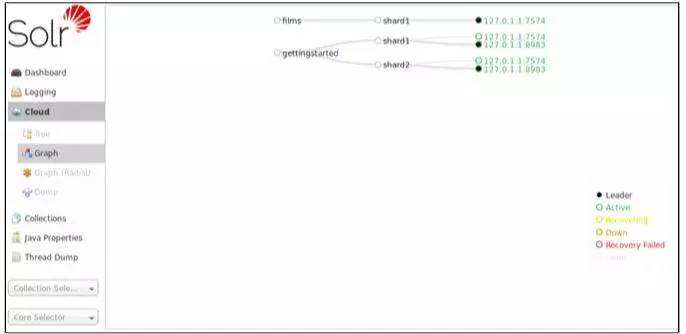 Solr
Dashboard
Logging
Cloud
Tree
Graph
Graph (Radial)
Dump
Collections
Java Properties
Thread Dump
Collection Sele...
Core Selector
films
shard1
127.0.1.1:7574
gettingstarted
shard1
127.0.1.1:7574
127.0.1.1:8983
shard2
127.0.1.1:7574
127.0.1.1:8983
Leader
Active
Recovering
Down
Recovery Failed